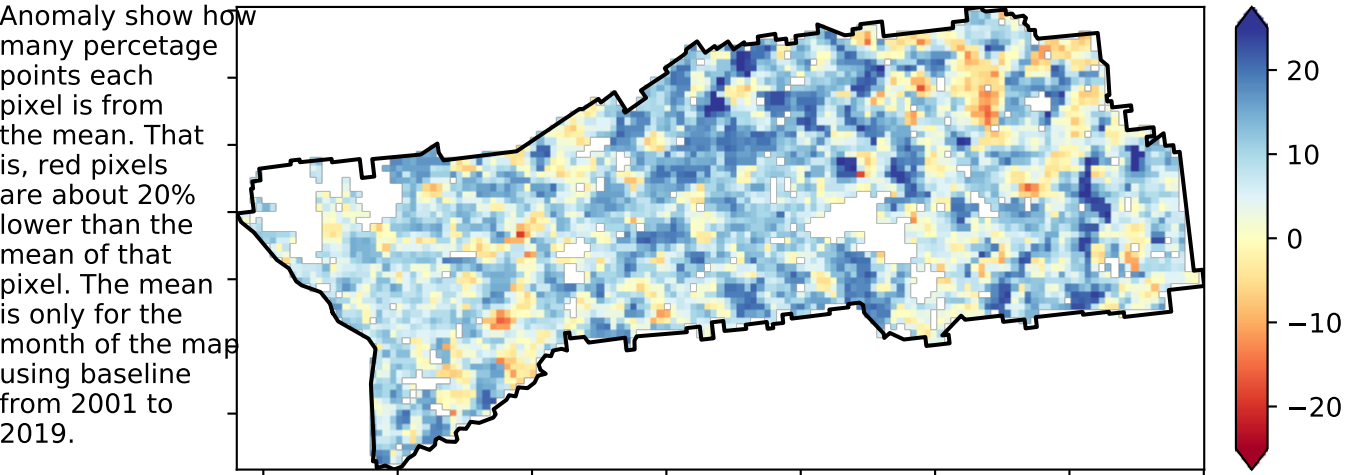 Anomaly show how
many percetage
points each
pixel is from
the mean. That
is, red pixels
are about 20%
lower than the
mean of that
pixel. The mean
is only for the
month of the map
using baseline
from 2001 to
2019.
20
10
0
−10
−20